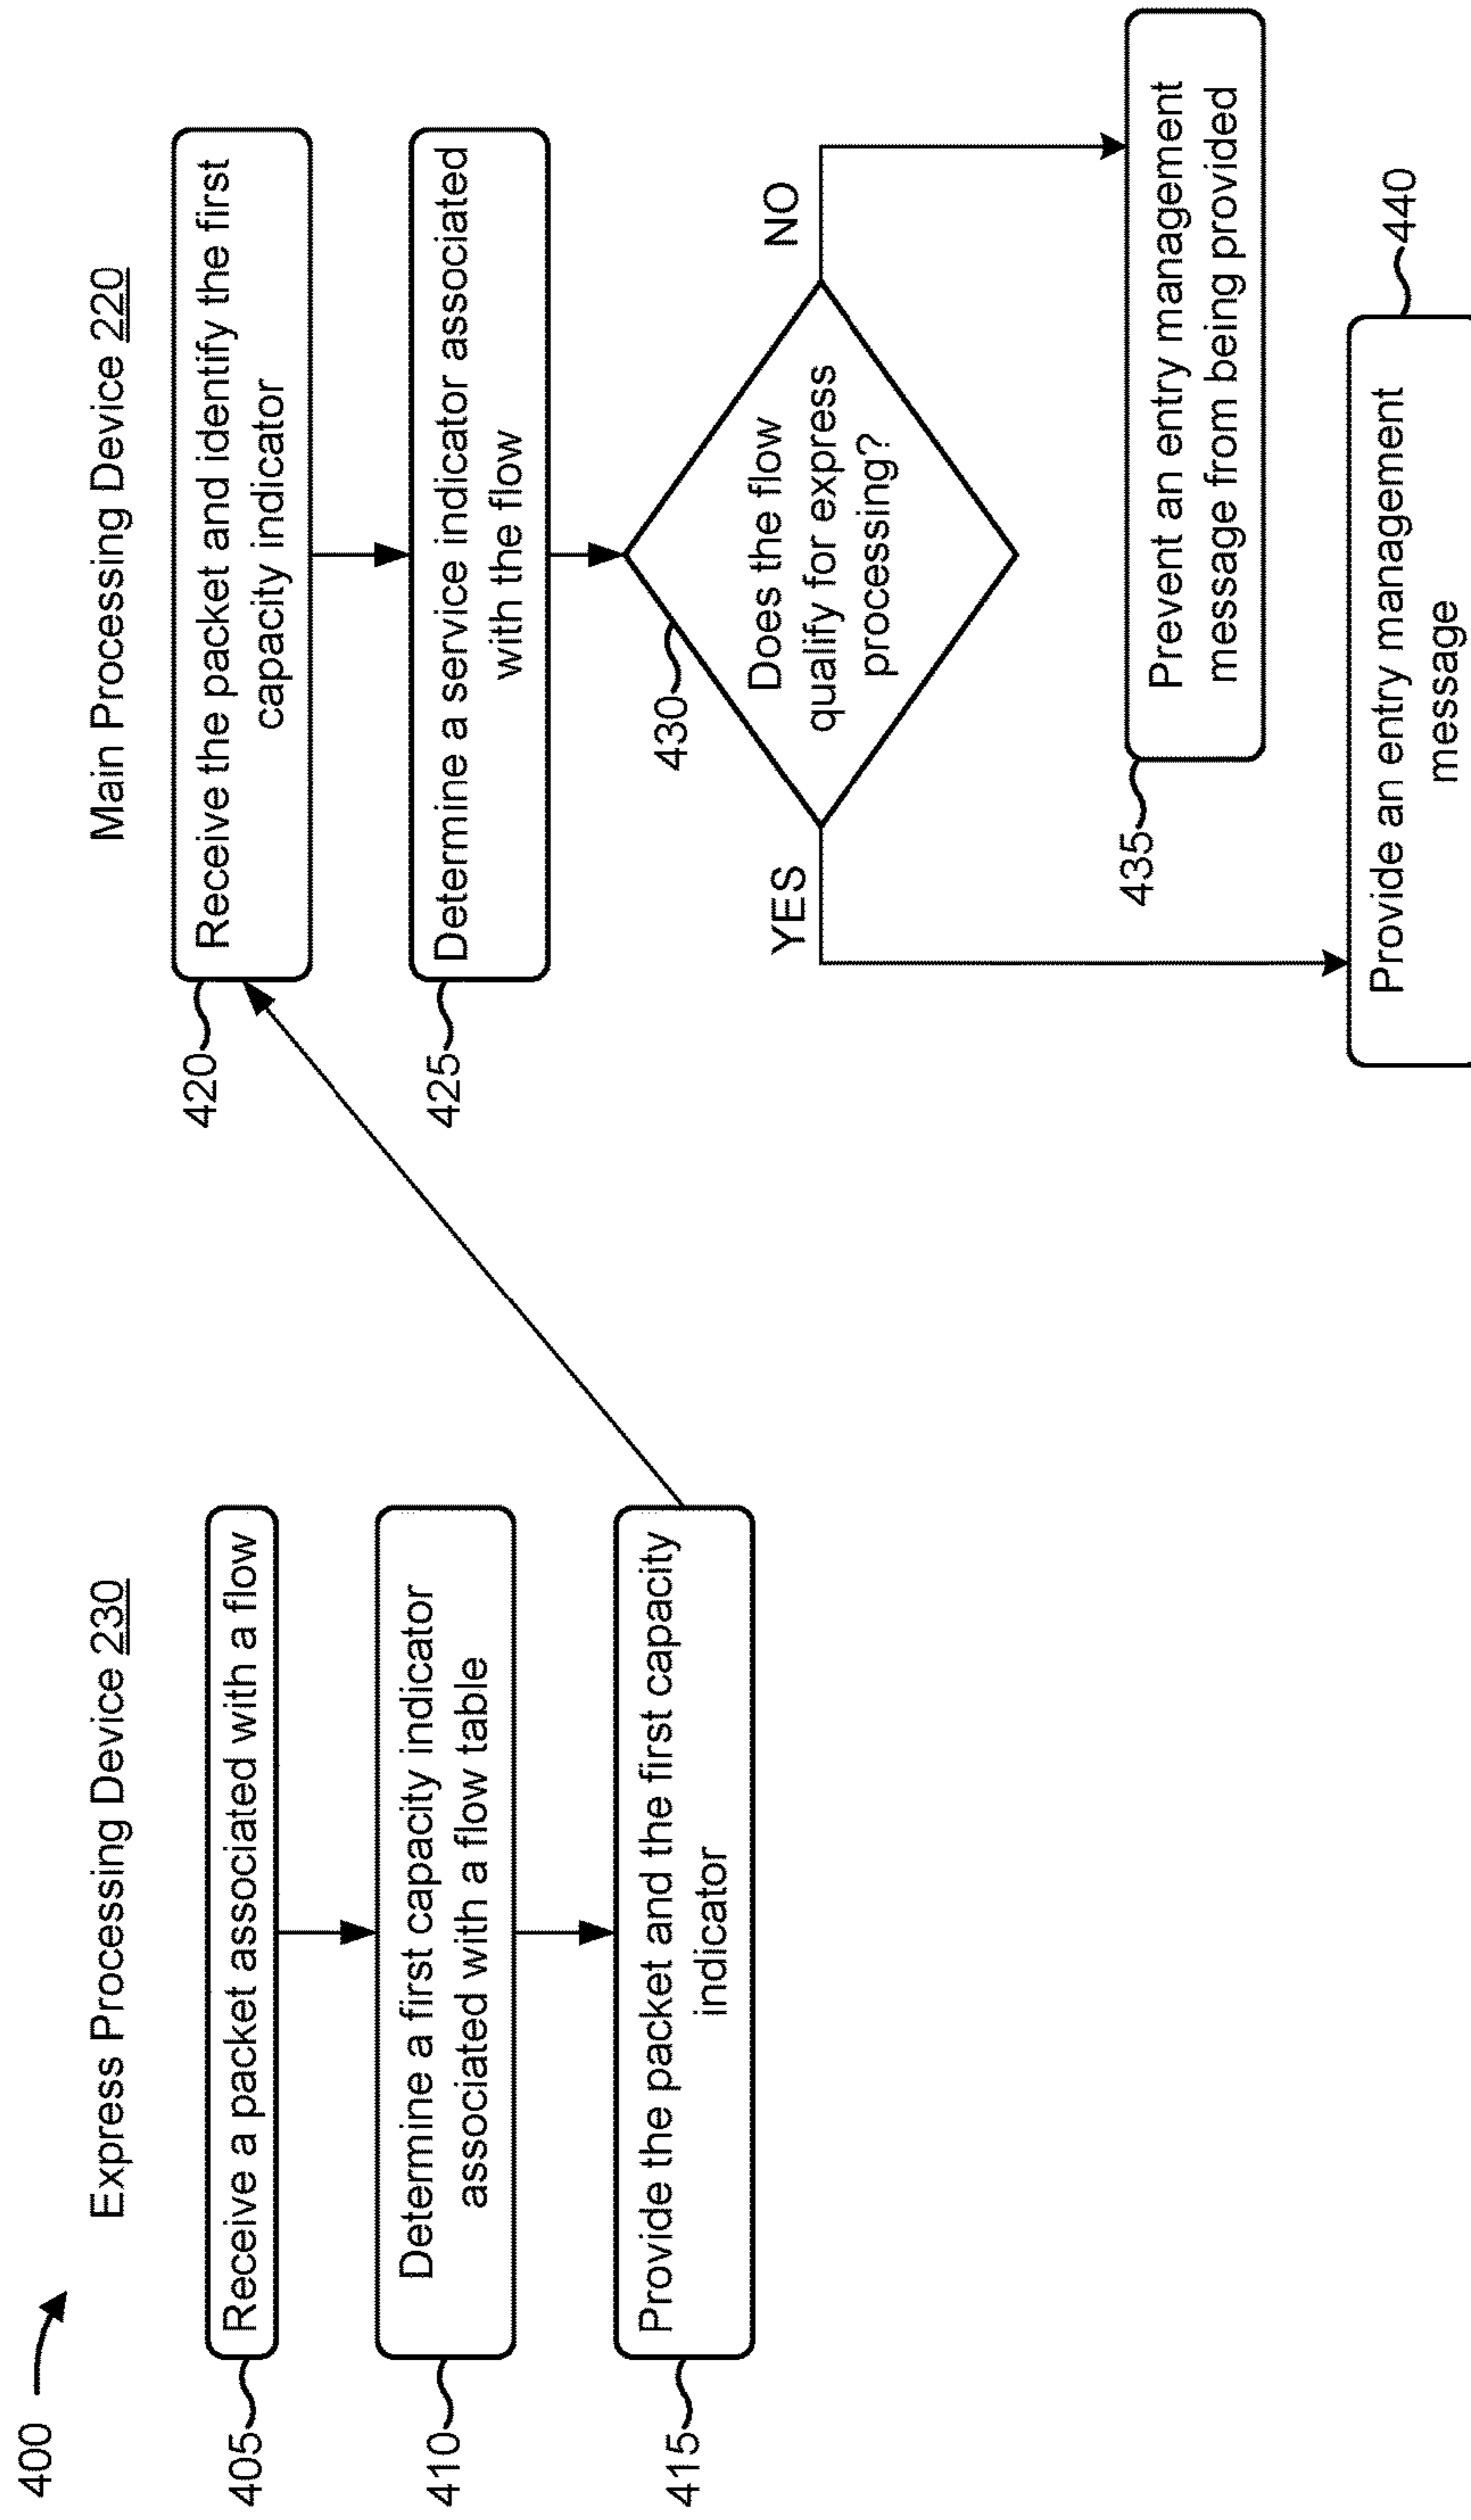 400
Express Processing Device 230
405
Receive a packet associated with a flow
410
Determine a first capacity indicator
associated with a flow table
415
Provide the packet and the first capacity
indicator
Main Processing Device 220
420
Receive the packet and identify the first
capacity indicator
425
Determine a service indicator associated
with the flow
430
Does the flow
qualify for express
processing?
YES
NO
435
Prevent an entry management
message from being provided
440
Provide an entry management
message